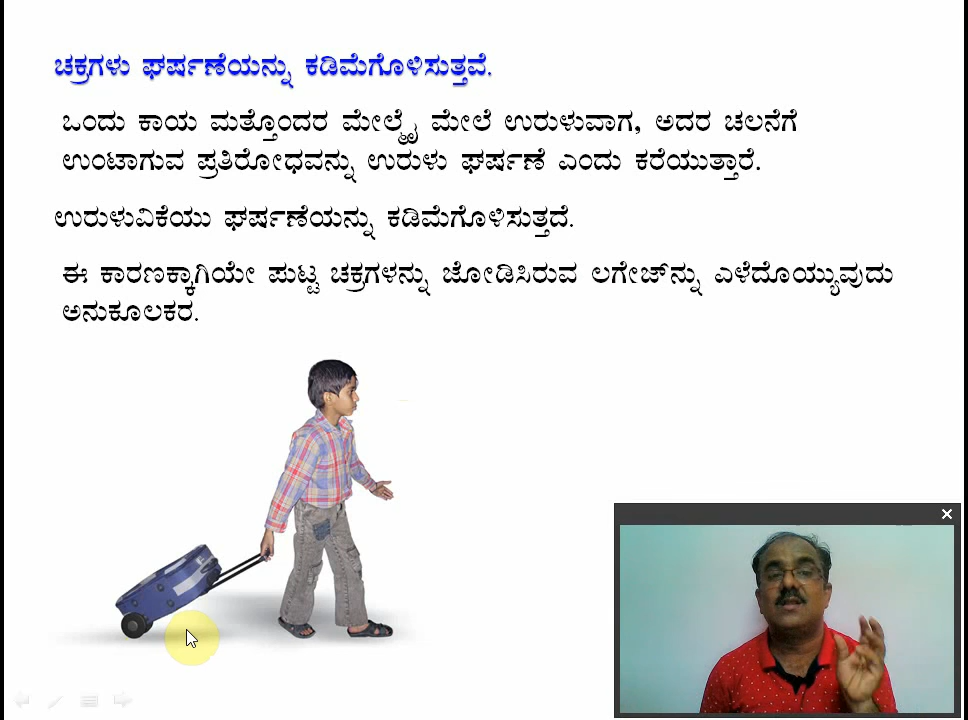 ಚಕ್ರಗಳು ಘರ್ಷಣೆಯನ್ನು ಕಡಿಮೆಗೊಳಿಸುತ್ತವೆ.
ಒಂದು ಕಾಯ ಮತ್ತೊಂದರ ಮೇಲ್ಮೈ ಮೇಲೆ ಉರುಳುವಾಗ, ಅದರ ಚಲನೆಗೆ
ಉಂಟಾಗುವ ಪ್ರತಿರೋಧವನ್ನು ಉರುಳು ಘರ್ಷಣೆ ಎಂದು ಕರೆಯುತ್ತಾರೆ.
ಉರುಳುವಿಕೆಯು ಘರ್ಷಣೆಯನ್ನು ಕಡಿಮೆಗೊಳಿಸುತ್ತದೆ.
ಈ ಕಾರಣಕ್ಕಾಗಿಯೇ ಪುಟ್ಟ ಚಕ್ರಗಳನ್ನು ಜೋಡಿಸಿರುವ ಲಗೇಜ್‌ನ್ನು ಎಳೆದೊಯ್ಯುವುದು
ಅನುಕೂಲಕರ.